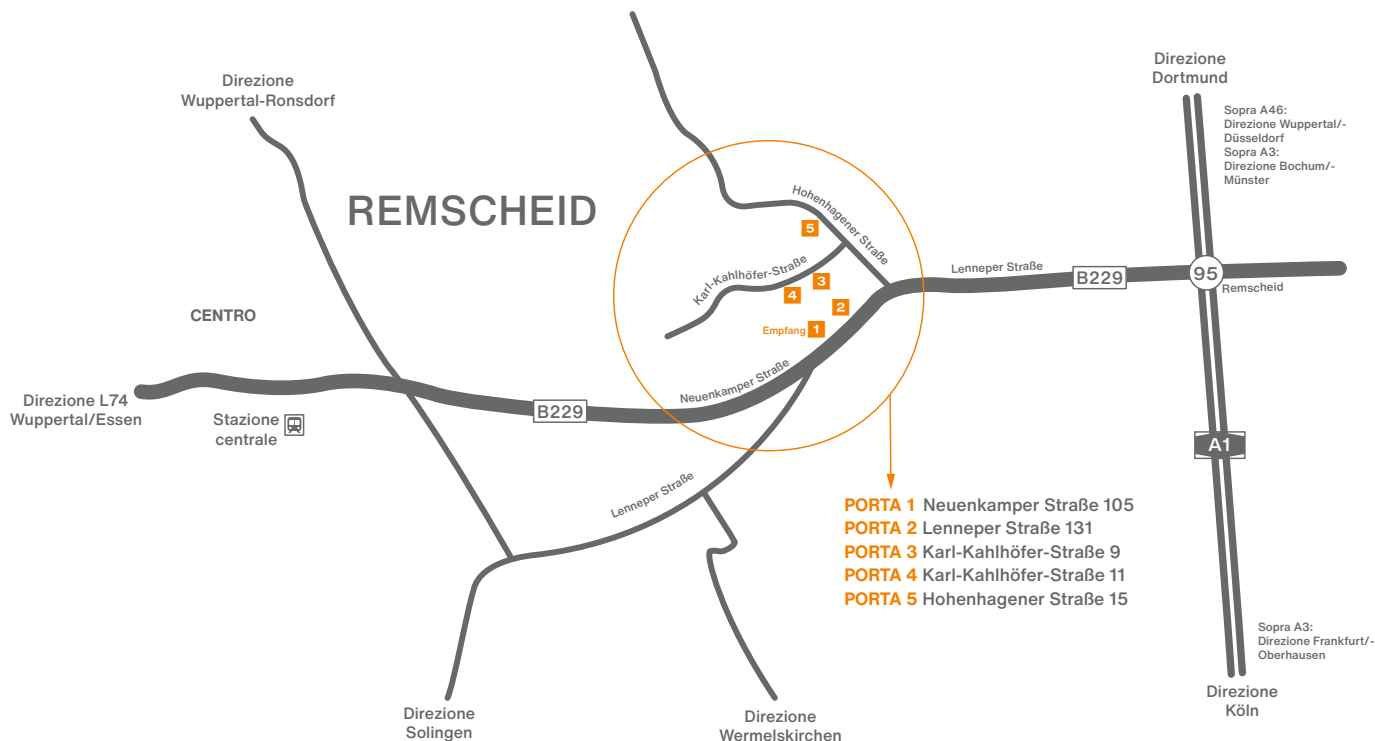 Direzione
Dortmund
Direzione
Wuppertal-Ronsdorf
Sopra A46:
Direzione Wuppertal/-
Düsseldorf
Sopra A3:
Direzione Bochum/-
Münster
REMSCHEID
Hohenhagener Straße
5
Karl-Kahlhöfer-Straße
3
4
2
Empfang 1
Lenneper Straße
B229
95
Remscheid
CENTRO
Neuenkamper Straße
Direzione L74
Wuppertal/Essen
Stazione
centrale
B229
A1
Lenneper Straße
PORTA 1 Neuenkamper Straße 105
PORTA 2 Lenneper Straße 131
PORTA 3 Karl-Kahlhöfer-Straße 9
PORTA 4 Karl-Kahlhöfer-Straße 11
PORTA 5 Hohenhagener Straße 15
Sopra A3:
Direzione Frankfurt/-
Oberhausen
Direzione
Solingen
Direzione
Wermelskirchen
Direzione
Köln